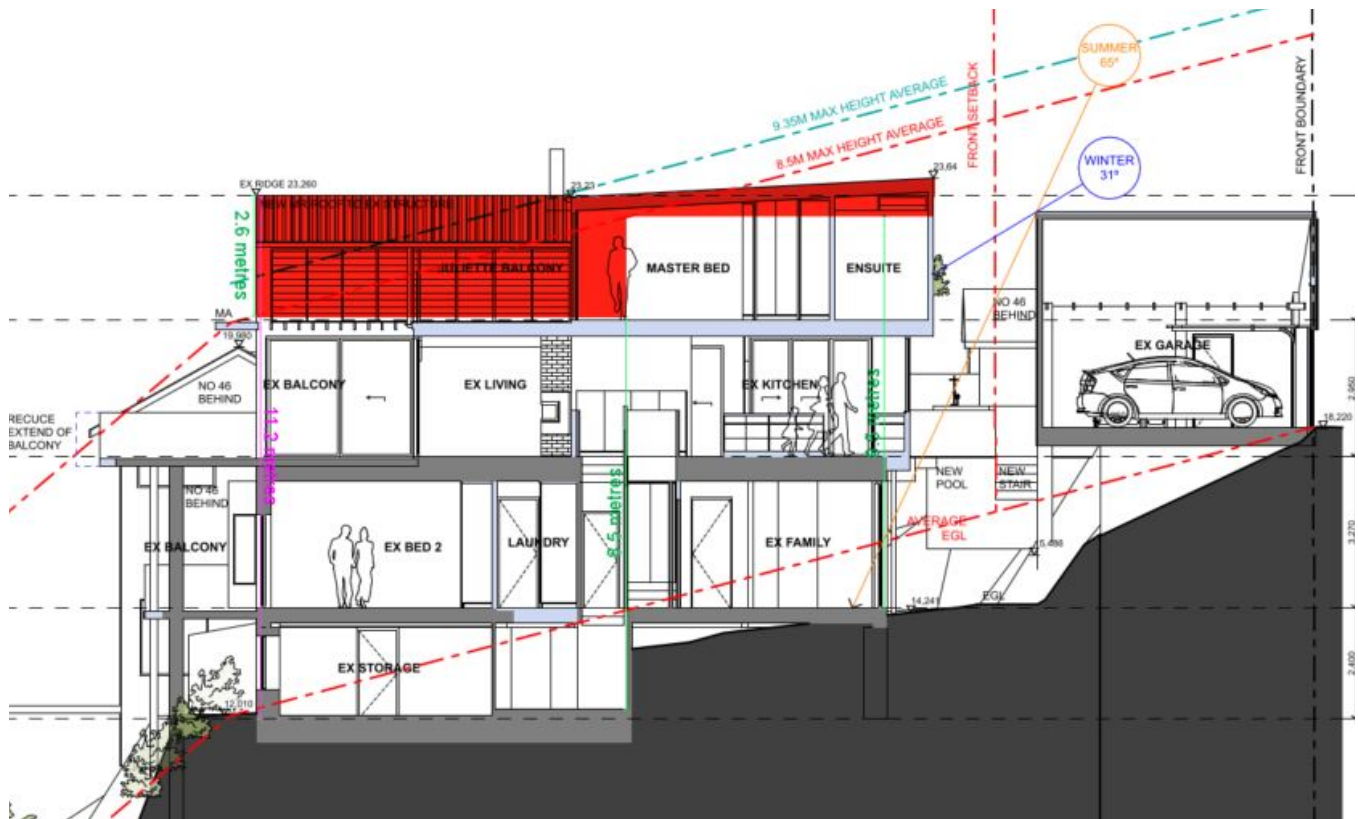 SUMMER
65°
FRONT SETBACK
FRONT BOUNDARY
9.35M MAX HEIGHT AVERAGE
8.5M MAX HEIGHT AVERAGE
WINTER
31°
EX RIDGE 23.260
23.23
23.64
2.6 metres
JULIETTE BALCONY
MASTER BED
ENSUITE
MA
19,980
NO 46
BEHIND
EX GARAGE
NO 46
BEHIND
EX BALCONY
EX LIVING
EX KITCHEN
RECUCE
EXTEND OF
BALCONY
11.2 metres
metres
2,950
18,220
NO 46
BEHIND
8.5 metres
NEW
POOL
NEW
STAIR
AVERAGE
EGL
EX BALCONY
EX BED 2
LAUNDRY
EX FAMILY
3,270
14,241
EGL
EX STORAGE
2,400
12,010